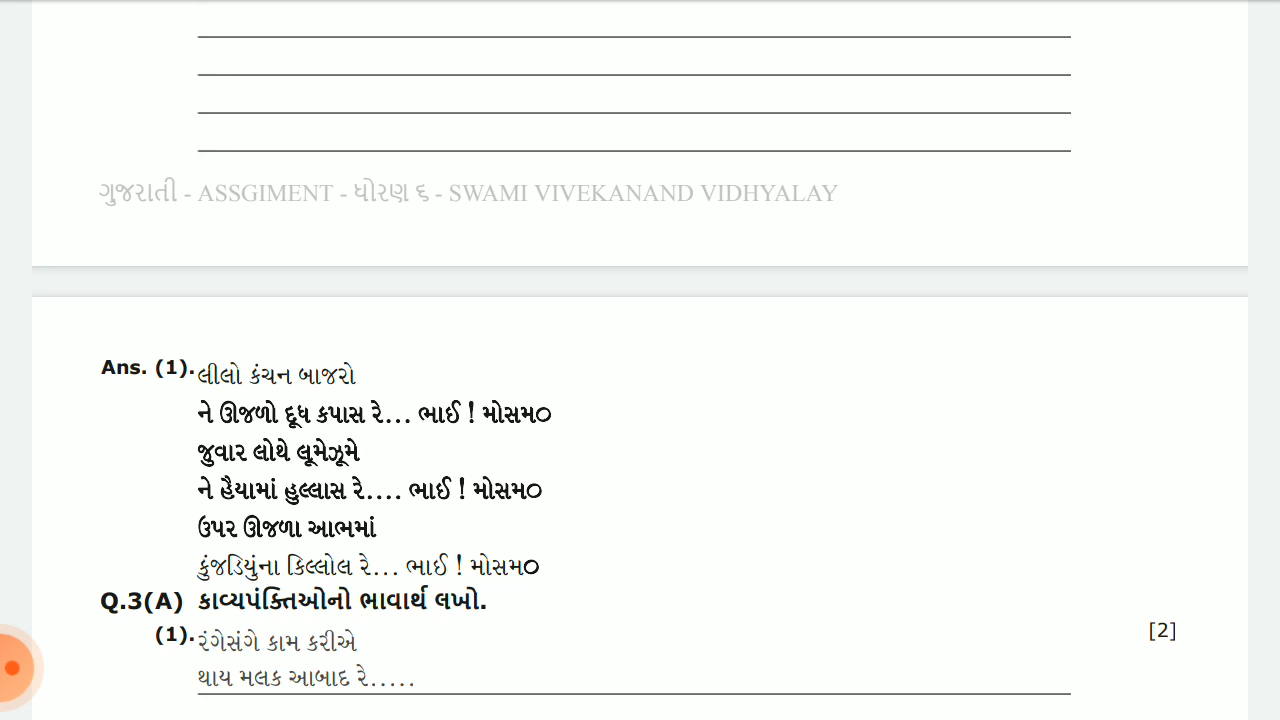 ગુજરાતી - ASSGIMENT - ધોરણ ૬ - SWAMI VIVEKANAND VIDHYALAY
Ans. (1). લીલો કંચન બાજરો
ને ઊજળો દૂધ કપાસ રે... ભાઈ ! મોસમ૦
જુવાર લોથે લૂમેઝૂમે
ને હૈયામાં હુલ્લાસ રે.... ભાઈ ! મોસમ૦
ઉપર ઊજળા આભમાં
કુંજડિયુંના કિલ્લોલ રે... ભાઈ ! મોસમ૦
Q.3(A) કાવ્યપંક્તિઓનો ભાવાર્થ લખો.
(1). રંગેસંગે કામ કરીએ [2]
થાય મલક આબાદ રે.....